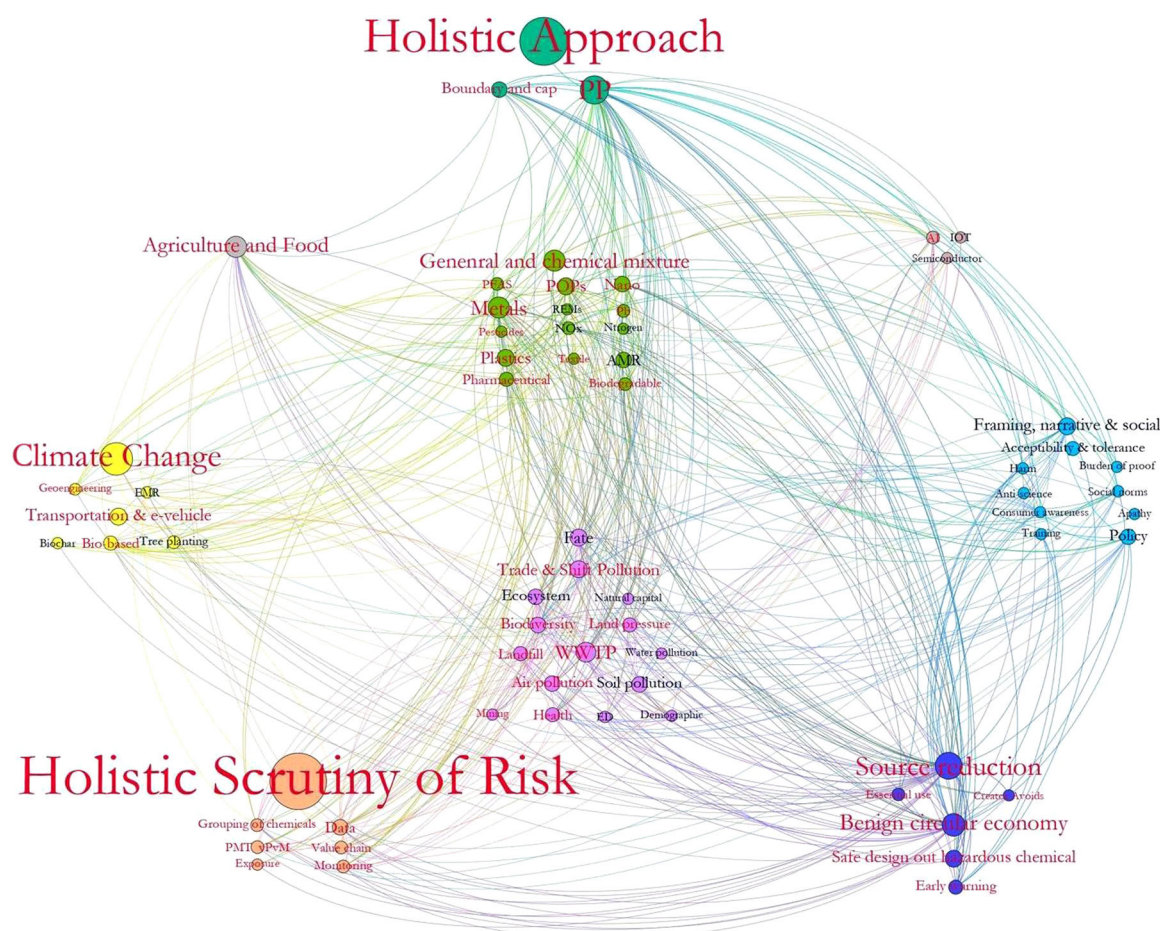 Holistic Approach
Boundary and cap
PP
Agriculture and Food
AI
IOT
Semiconductor
Genenral and chemical mixture
PFAS
POPs
Nano
Metals
REMs
Pb
Pesticides
NOx
Ntrogen
Plastics
Textile
AMR
Pharmaceutical
Biodegradable
Climate Change
Geoengineering
EMR
Transportation & e-vehicle
Biochar
Bio-based
Tree planting
Framing, narrative & social
Acceptibility & tolerance
Harm
Burden of proof
Anti science
Social norms
Consumer awareness
Apathy
Training
Policy
Fate
Trade & Shift Pollution
Ecosystem
Natural capital
Biodiversity
Land pressure
Landfill
WWTP
Water pollution
Air pollution
Soil pollution
Mining
Health
ED
Demographic
Holistic Scrutiny of Risk
Grouping of chemicals
Data
PMT vPvM
Value chain
Exposure
Monitoring
Source reduction
Essential use
Creates Avoids
Benign circular economy
Safe design out hazardous chemical
Early warning